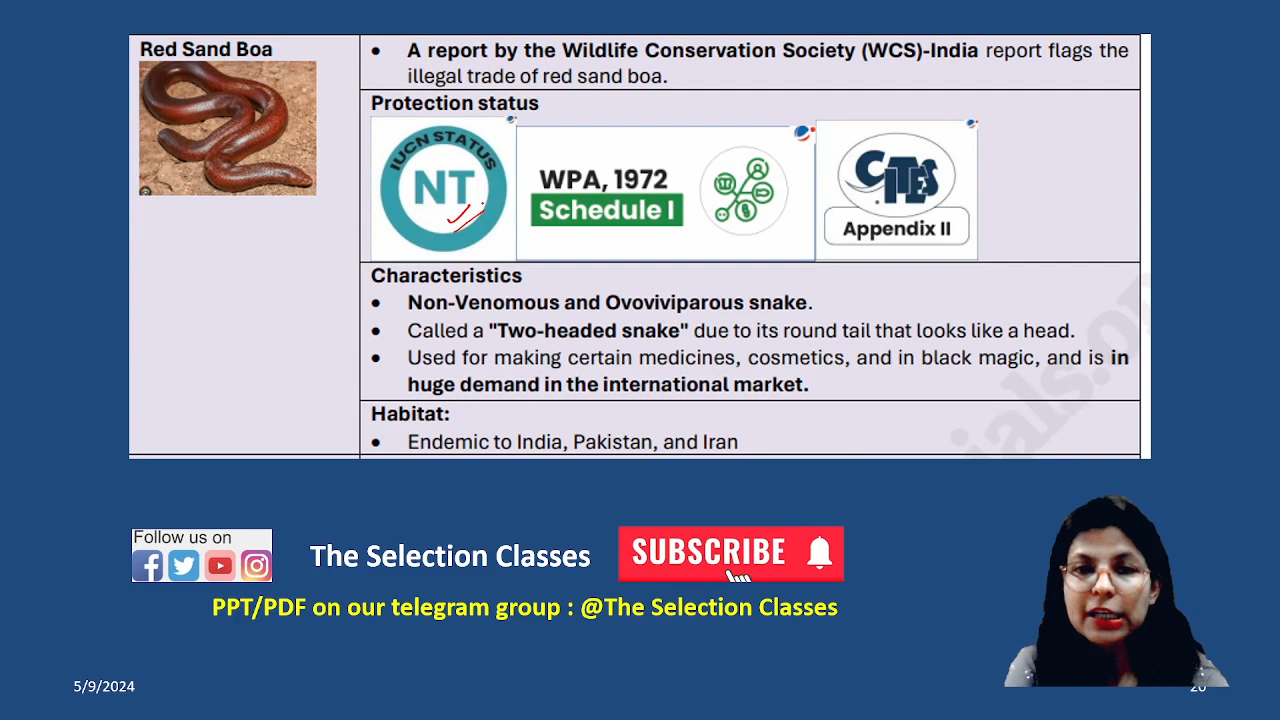 Red Sand Boa
• A report by the Wildlife Conservation Society (WCS)-India report flags the
illegal trade of red sand boa.
Protection status
IUCN STATUS
NT
WPA, 1972
Schedule I
CITES
Appendix II
Characteristics
• Non-Venomous and Ovoviviparous snake.
• Called a "Two-headed snake" due to its round tail that looks like a head.
• Used for making certain medicines, cosmetics, and in black magic, and is in
huge demand in the international market.
Habitat:
• Endemic to India, Pakistan, and Iran
Follow us on
The Selection Classes
SUBSCRIBE
PPT/PDF on our telegram group : @The Selection Classes
5/9/2024